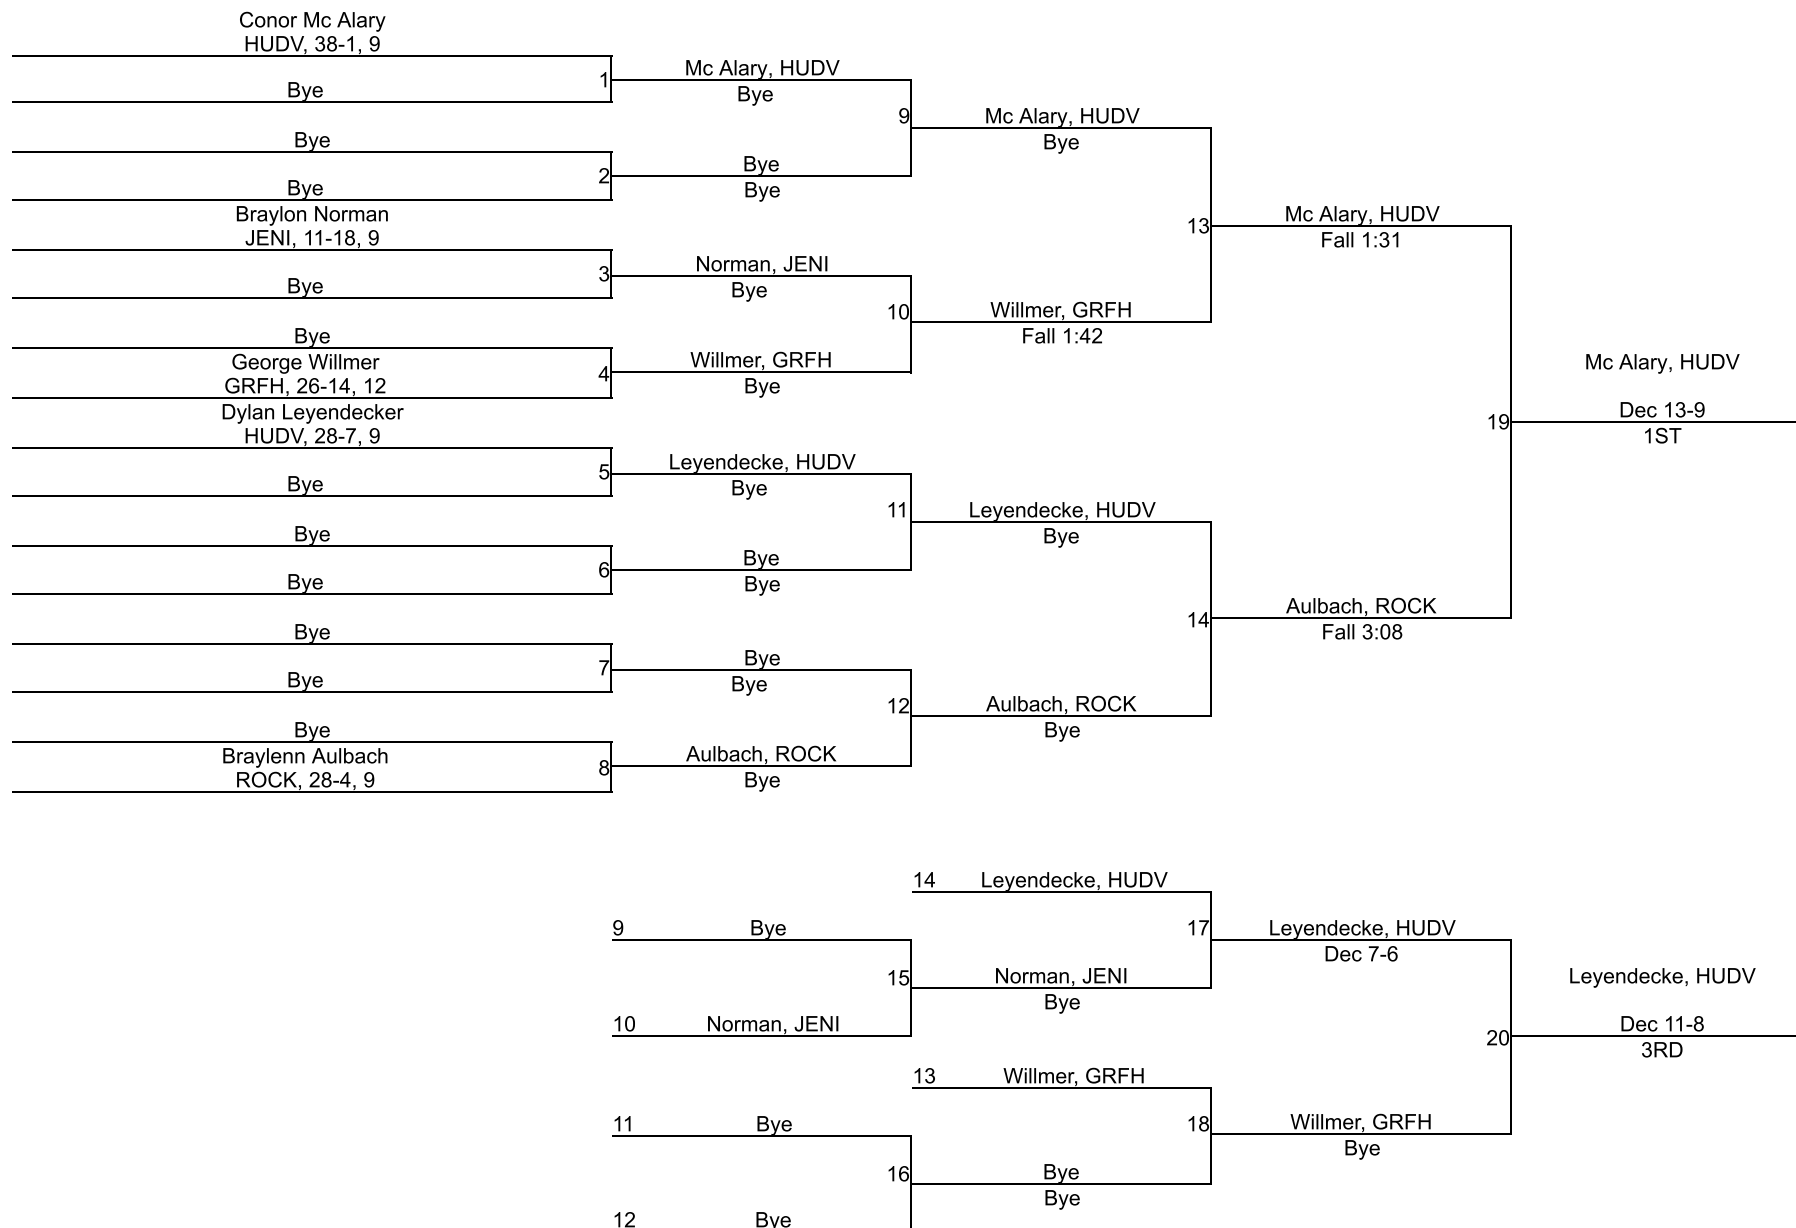 Conor Mc Alary
HUDV, 38-1, 9
Bye
1
Mc Alary, HUDV
Bye
9
Mc Alary, HUDV
Bye
Bye
2
Bye
Bye
Bye
Braylon Norman
JENI, 11-18, 9
13
Mc Alary, HUDV
Fall 1:31
Bye
3
Norman, JENI
Bye
10
Willmer, GRFH
Fall 1:42
Bye
George Willmer
GRFH, 26-14, 12
4
Willmer, GRFH
Bye
Mc Alary, HUDV
Dec 13-9
1ST
19
Dylan Leyendecker
HUDV, 28-7, 9
Bye
5
Leyendecke, HUDV
Bye
11
Leyendecke, HUDV
Bye
Bye
6
Bye
Bye
Bye
14
Aulbach, ROCK
Fall 3:08
Bye
7
Bye
Bye
Bye
12
Aulbach, ROCK
Bye
Bye
Braylenn Aulbach
ROCK, 28-4, 9
8
Aulbach, ROCK
Bye
14 Leyendecke, HUDV
9 Bye
17
Leyendecke, HUDV
Dec 7-6
15
Norman, JENI
Bye
10 Norman, JENI
Leyendecke, HUDV
Dec 11-8
3RD
20
13 Willmer, GRFH
11 Bye
18
Willmer, GRFH
Bye
16
Bye
Bye
12 Bye